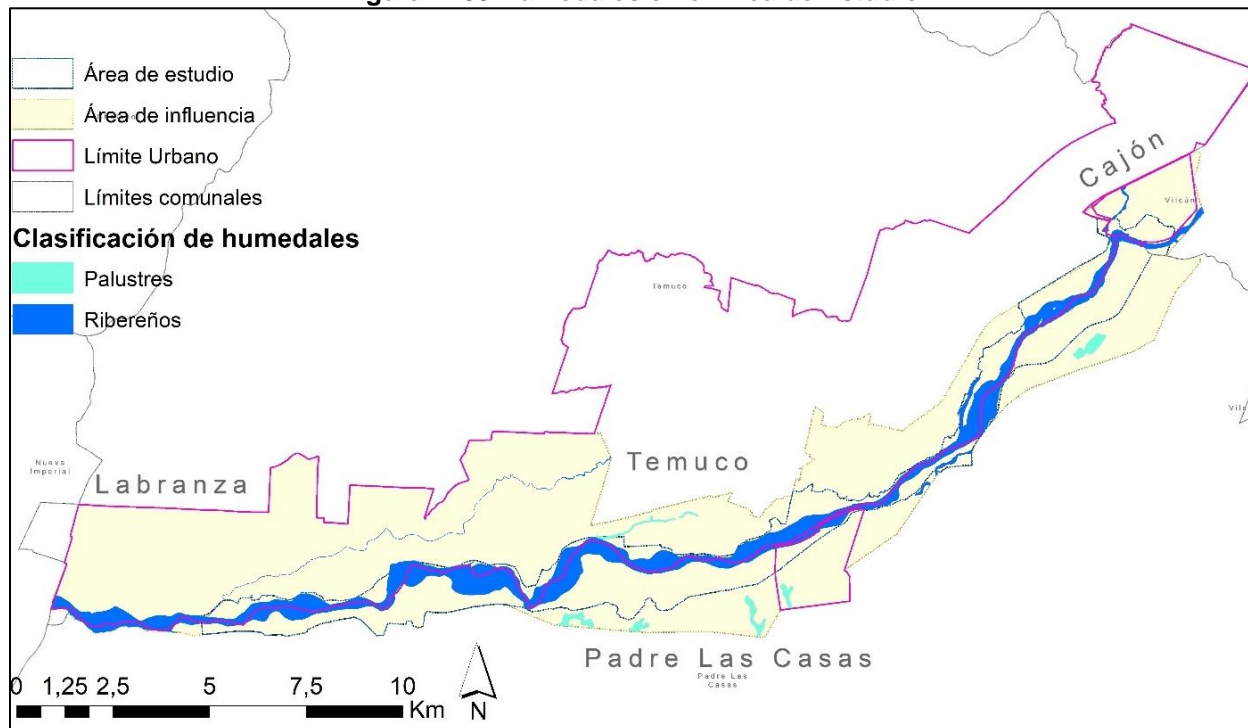 Área de estudio
Área de influencia
Límite Urbano
Límites comunales
Clasificación de humedales
Palustres
Ribereños
Cajón
Vilcún
Temuco
Nueva
Imperial
Labranza
Temuco
Padre Las Casas
Padre Las
Casas
0 1,25 2,5 5 7,5 10
Km
N